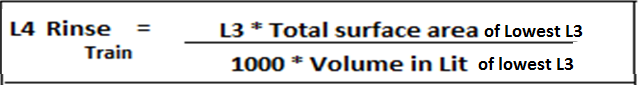 L4 Rinse = L3 * Total surface area of Lowest L3
Train
1000 * Volume in Lit of lowest L3